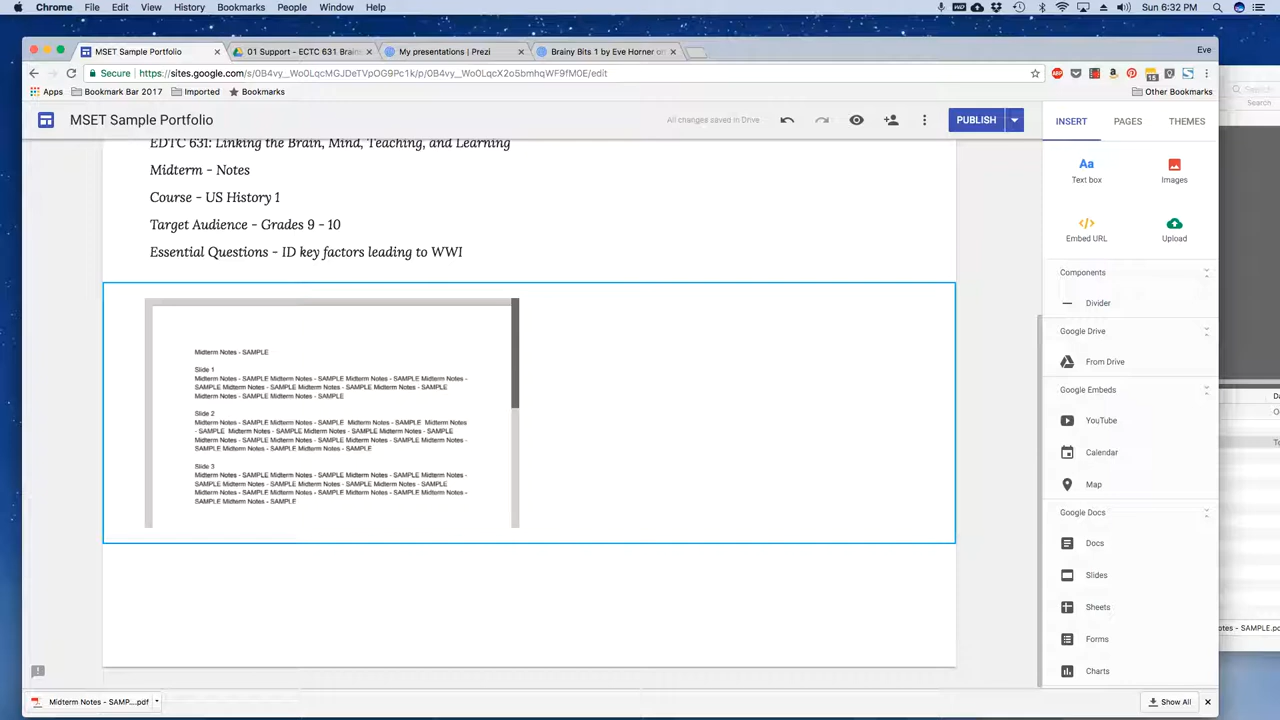 Chrome File Edit View History Bookmarks People Window Help Sun 6:32 PM
MSET Sample Portfolio 01 Support - ECTC 631 Brain My presentations | Prezi Brainy Bits 1 by Eve Horner on Eve
Secure https://sites.google.com/s/0B4vy__Wo0LqcMGJDeTVpOG9Pc1k/p/0B4vy__Wo0LqcX2o5bmhqWF9fM0E/edit
Apps Bookmark Bar 2017 Imported Bookmarks Other Bookmarks
MSET Sample Portfolio All changes saved in Drive PUBLISH INSERT PAGES THEMES
EDTC 631: Linking the Brain, Mind, Teaching, and Learning
Midterm - Notes
Course - US History 1
Target Audience - Grades 9 - 10
Essential Questions - ID key factors leading to WWI
Midterm Notes - SAMPLE
Slide 1
Midterm Notes - SAMPLE Midterm Notes - SAMPLE Midterm Notes - SAMPLE Midterm Notes -
SAMPLE Midterm Notes - SAMPLE Midterm Notes - SAMPLE Midterm Notes - SAMPLE
Midterm Notes - SAMPLE Midterm Notes - SAMPLE
Slide 2
Midterm Notes - SAMPLE Midterm Notes - SAMPLE Midterm Notes - SAMPLE Midterm Notes
- SAMPLE Midterm Notes - SAMPLE Midterm Notes - SAMPLE Midterm Notes - SAMPLE
Midterm Notes - SAMPLE Midterm Notes - SAMPLE Midterm Notes - SAMPLE Midterm Notes -
SAMPLE Midterm Notes - SAMPLE Midterm Notes - SAMPLE
Slide 3
Midterm Notes - SAMPLE Midterm Notes - SAMPLE Midterm Notes - SAMPLE Midterm Notes -
SAMPLE Midterm Notes - SAMPLE Midterm Notes - SAMPLE Midterm Notes - SAMPLE
Midterm Notes - SAMPLE Midterm Notes - SAMPLE Midterm Notes - SAMPLE Midterm Notes -
SAMPLE Midterm Notes - SAMPLE
Aa
Text box Images
Embed URL Upload
Components
Divider
Google Drive
From Drive
Google Embeds
YouTube
Calendar
Map
Google Docs
Docs
Slides
Sheets
Forms
Charts
Search
Search
otes - SAMPLE.pd
Midterm Notes - SAMP....pdf Show All